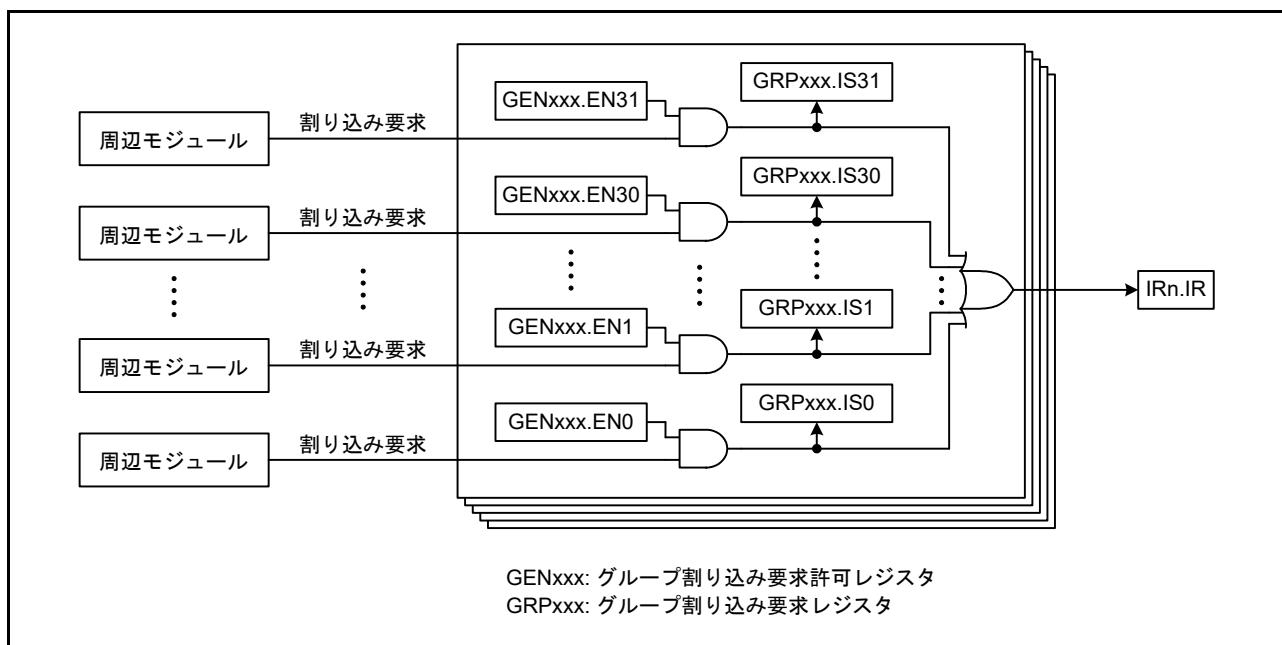 GRPxxx.IS31
GENxxx.EN31
割り込み要求
周辺モジュール
GRPxxx.IS30
GENxxx.EN30
割り込み要求
周辺モジュール
IRn.IR
GRPxxx.IS1
GENxxx.EN1
割り込み要求
周辺モジュール
GRPxxx.IS0
GENxxx.EN0
割り込み要求
周辺モジュール
GENxxx: グループ割り込み要求許可レジスタ
GRPxxx: グループ割り込み要求レジスタ